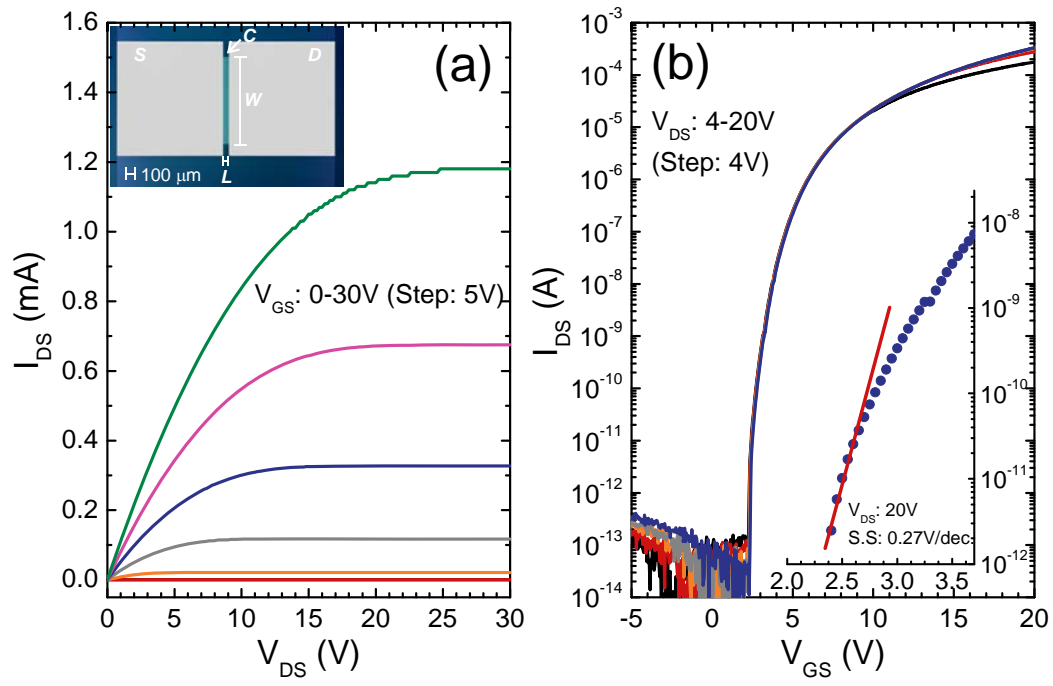 (a)
S
C
D
W
L
100 μm
V_GS: 0-30V (Step: 5V)
I_DS (mA)
1.6
1.4
1.2
1.0
0.8
0.6
0.4
0.2
0.0
0 5 10 15 20 25 30
V_DS (V)
(b)
V_DS: 4-20V
(Step: 4V)
I_DS (A)
10^-3
10^-4
10^-5
10^-6
10^-7
10^-8
10^-9
10^-10
10^-11
10^-12
10^-13
10^-14
-5 0 5 10 15 20
V_GS (V)
10^-8
10^-9
10^-10
10^-11
10^-12
V_DS: 20V
S.S: 0.27V/dec.
2.0 2.5 3.0 3.5